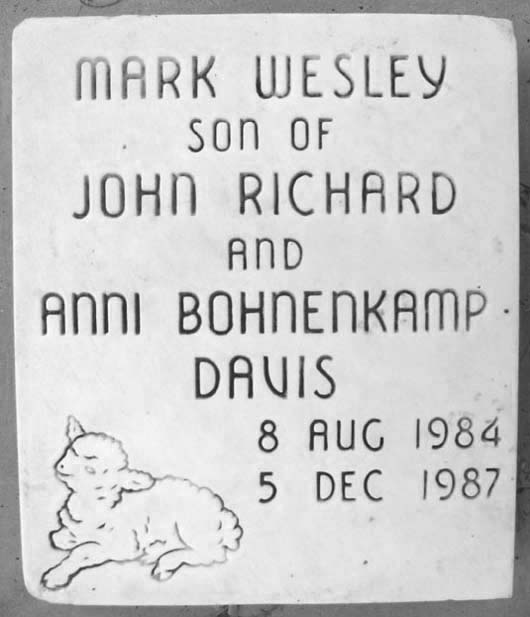 MARK WESLEY
SON OF
JOHN RICHARD
AND
ANNI BOHNENKAMP
DAVIS
8 AUG 1984
5 DEC 1987